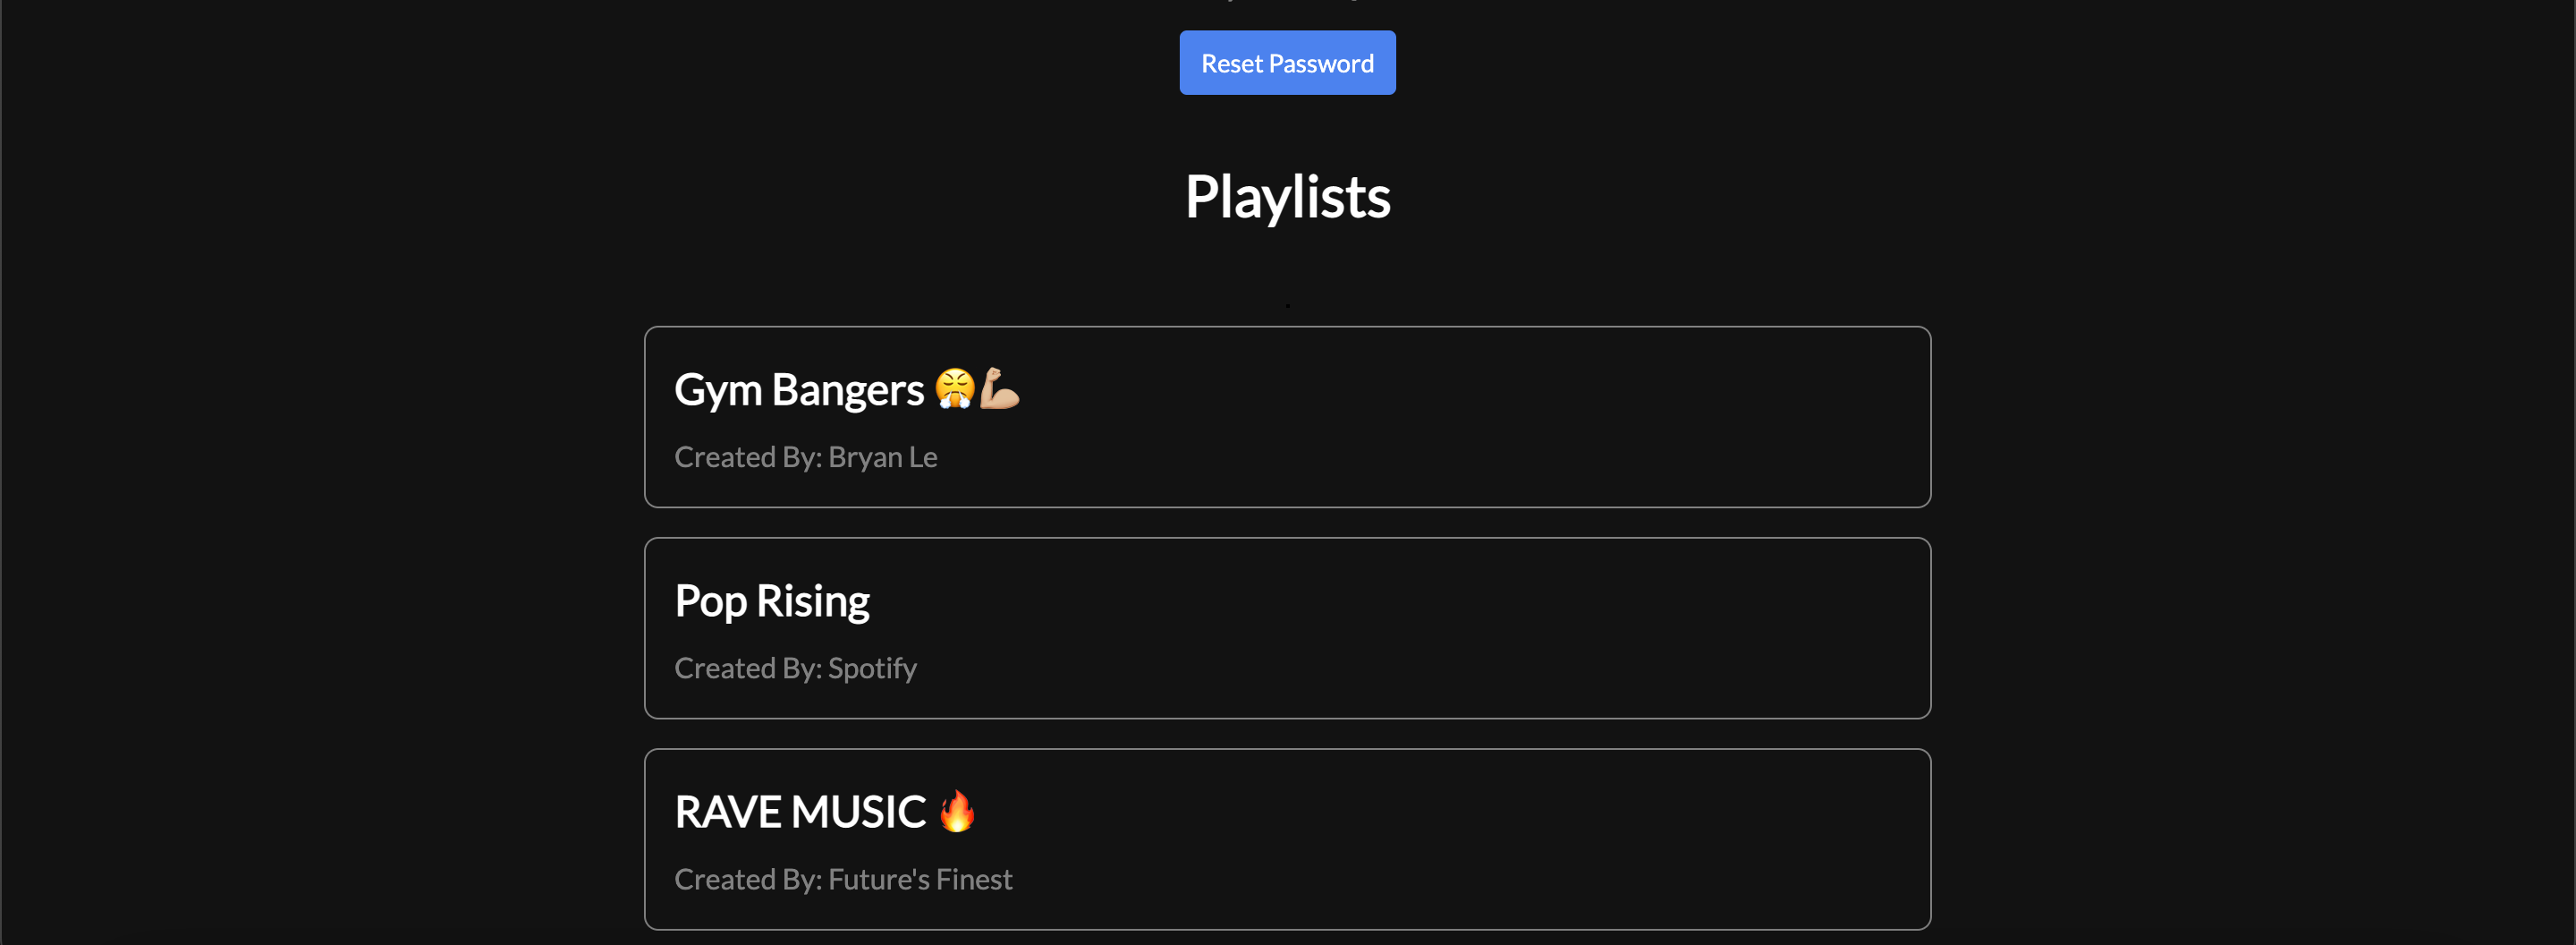 Reset Password
Playlists
.
Gym Bangers 😤💪🏼
Created By: Bryan Le
Pop Rising
Created By: Spotify
RAVE MUSIC 🔥
Created By: Future's Finest